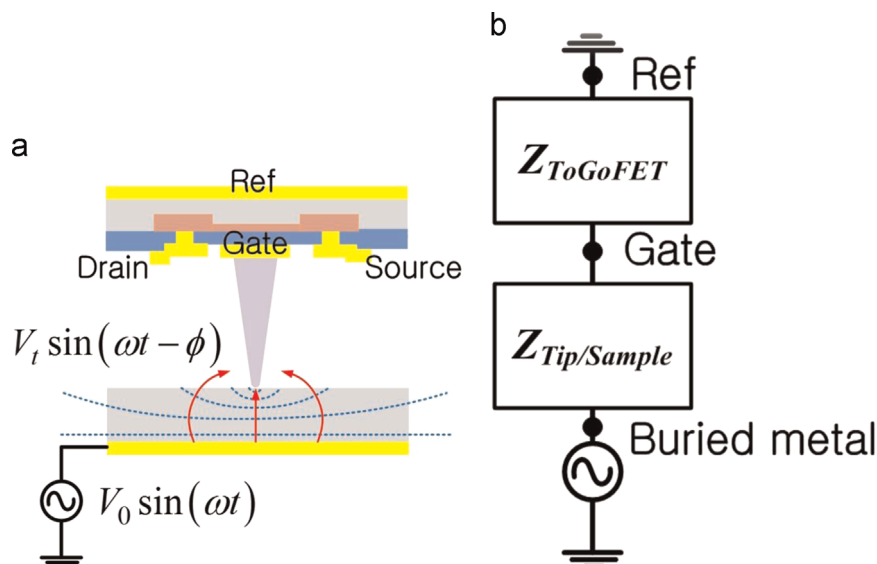 a
Ref
Gate
Drain
Source
V_t sin(ωt − ϕ)
V_0 sin(ωt)
b
Ref
Z_ToGoFET
Gate
Z_Tip/Sample
Buried metal